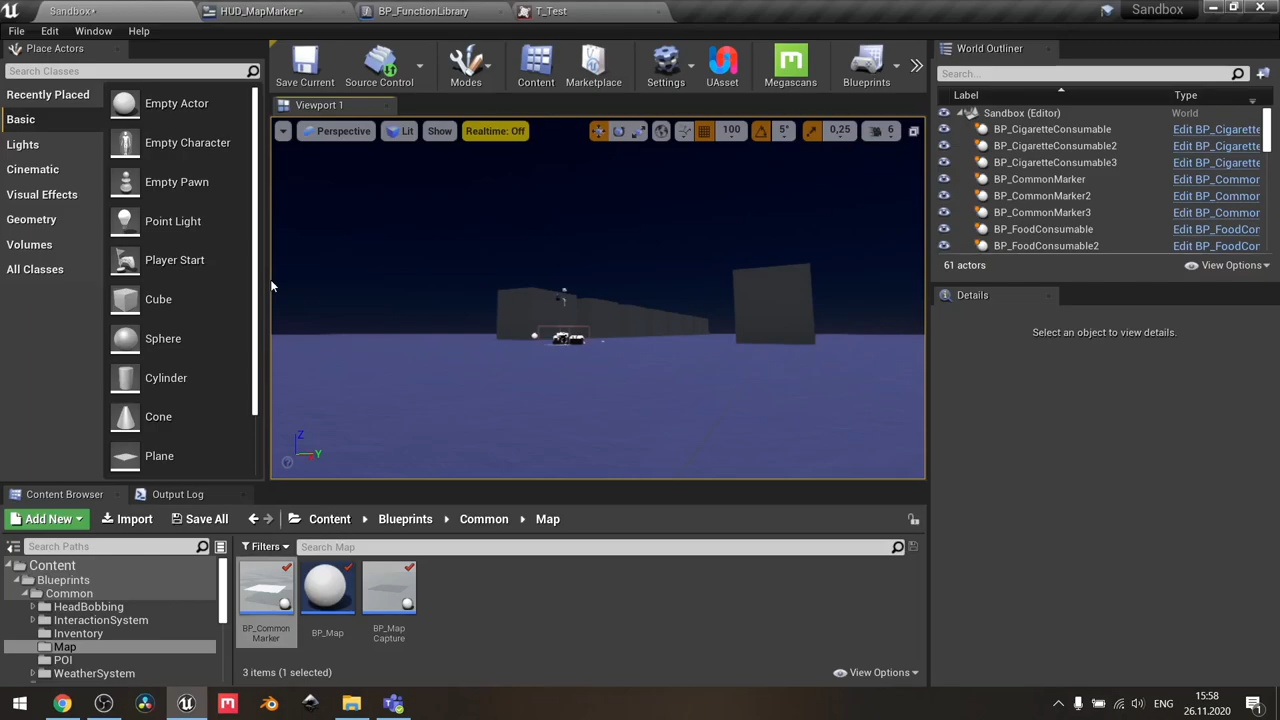 Sandbox•
HUD_MapMarker•
BP_FunctionLibrary
T_Test
Sandbox
File Edit Window Help
Place Actors
Search Classes
Recently Placed
Basic
Lights
Cinematic
Visual Effects
Geometry
Volumes
All Classes
Empty Actor
Empty Character
Empty Pawn
Point Light
Player Start
Cube
Sphere
Cylinder
Cone
Plane
Save Current
Source Control
Modes
Content
Marketplace
Settings
UAsset
Megascans
Blueprints
Viewport 1
Perspective
Lit
Show
Realtime: Off
100
5°
0,25
6
Z
Y
World Outliner
Search...
Label
Type
Sandbox (Editor) World
BP_CigaretteConsumable Edit BP_Cigarette
BP_CigaretteConsumable2 Edit BP_Cigarette
BP_CigaretteConsumable3 Edit BP_Cigarette
BP_CommonMarker Edit BP_Common
BP_CommonMarker2 Edit BP_Common
BP_CommonMarker3 Edit BP_Common
BP_FoodConsumable Edit BP_FoodCon
BP_FoodConsumable2 Edit BP_FoodCor
61 actors
View Options
Details
Select an object to view details.
Content Browser
Output Log
Add New
Import
Save All
Content
Blueprints
Common
Map
Search Paths
Filters
Search Map
Content
Blueprints
Common
HeadBobbing
InteractionSystem
Inventory
Map
POI
WeatherSystem
BP_Common
Marker
BP_Map
BP_Map
Capture
3 items (1 selected)
View Options
ENG
15:58
26.11.2020